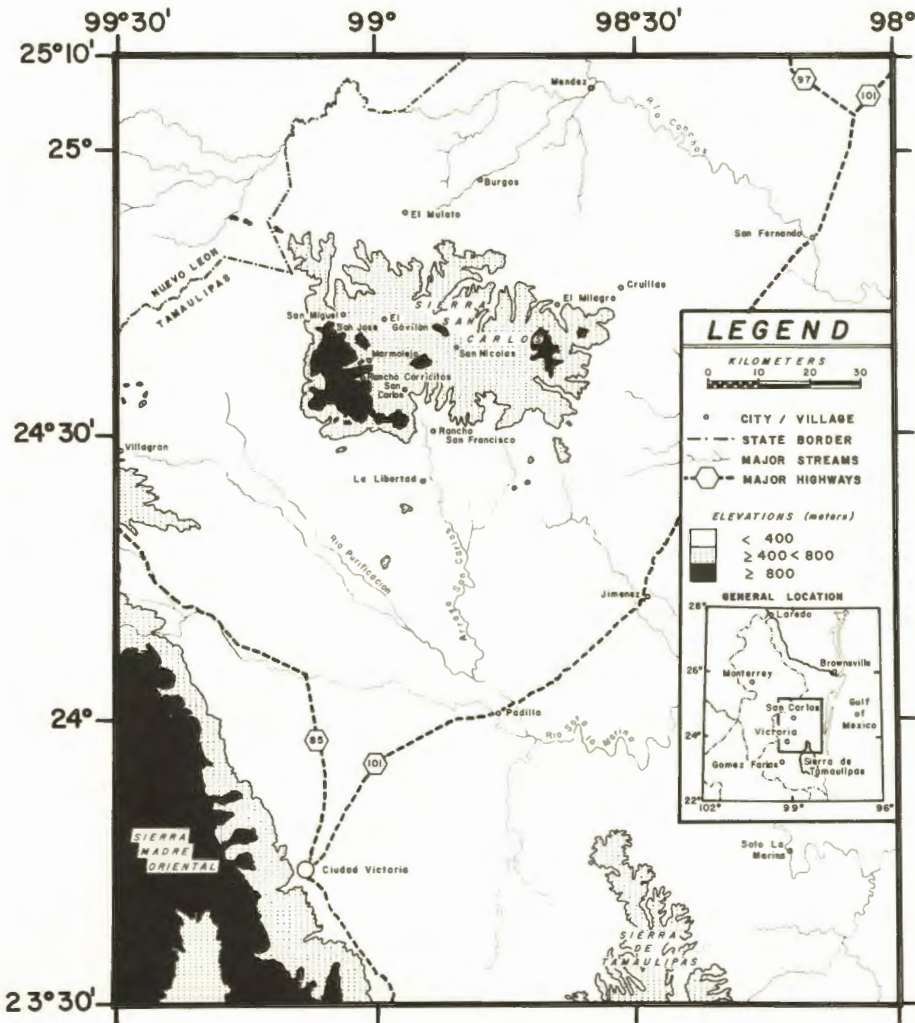 99°30'
99°
98°30'
98°
25°10'
25°
24°30'
24°
23°30'
Mendez
Rio Conchos
97
101
Burgos
El Mulato
San Fernando
NUEVO LEON
TAMAULIPAS
Cruillas
El Milagro
SIERRA
SAN
CARLOS
San Miguel
El
Gavilan
San Jose
San Nicolas
Marmolejo
Rancho Carricitos
San
Carlos
Rancho
San Francisco
Villagran
La Libertad
Rio Purificacion
Arroyo San Carlos
Jimenez
Padilla
Rio Soto la Marina
85
101
SIERRA
MADRE
ORIENTAL
Ciudad Victoria
Soto La
Marina
SIERRA
DE
TAMAULIPAS
LEGEND
KILOMETERS
0 10 20 30
CITY / VILLAGE
STATE BORDER
MAJOR STREAMS
MAJOR HIGHWAYS
ELEVATIONS (meters)
< 400
≥ 400 < 800
≥ 800
GENERAL LOCATION
28°
26°
24°
22°
102°
99°
96°
Laredo
Brownsville
Monterrey
San Carlos
Gulf
of
Mexico
Victoria
Gomez Farias
Sierra de
Tamaulipas